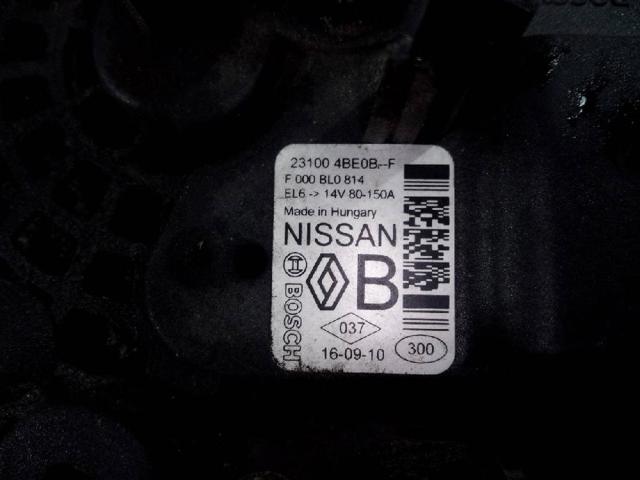 23100 4BE0B--F
F 000 BL0 814
EL6 -> 14V 80-150A
Made in Hungary
NISSAN
B
BOSCH
037
16-09-10
300